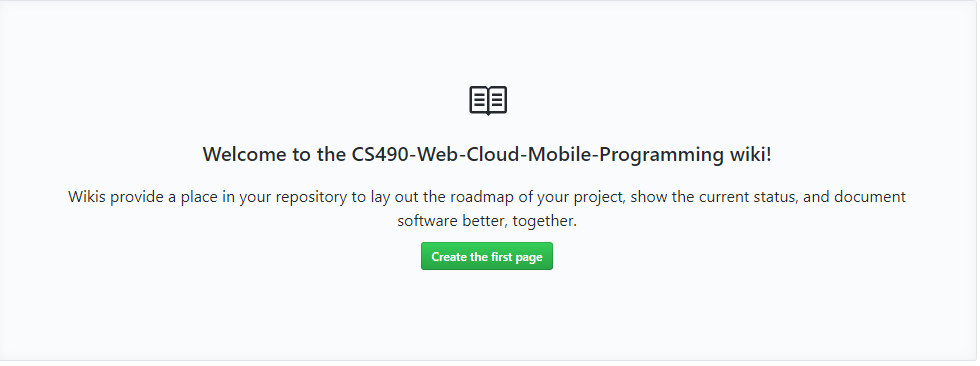 Welcome to the CS490-Web-Cloud-Mobile-Programming wiki!
Wikis provide a place in your repository to lay out the roadmap of your project, show the current status, and document
software better, together.
Create the first page